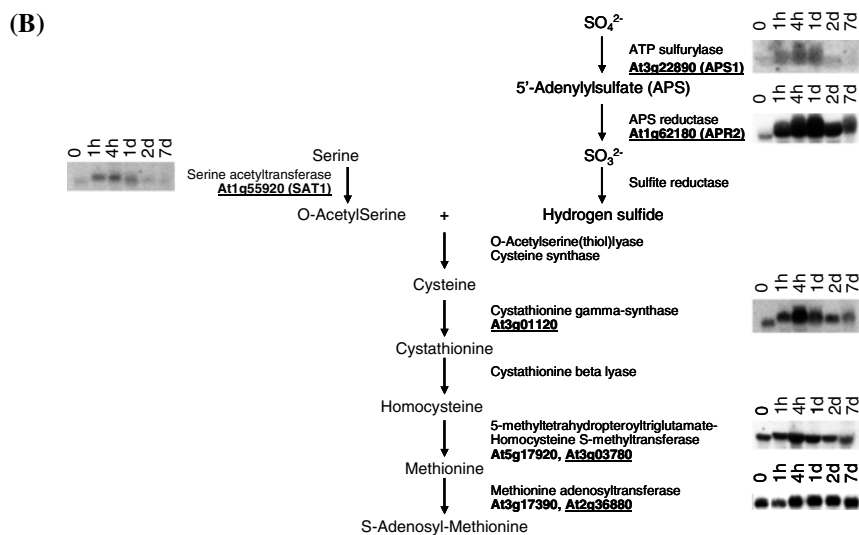 (B)
SO₄²⁻
ATP sulfurylase
At3g22890 (APS1)
0 1h 4h 1d 2d 7d
5'-Adenylylsulfate (APS)
APS reductase
At1g62180 (APR2)
0 1h 4h 1d 2d 7d
0 1h 4h 1d 2d 7d
Serine acetyltransferase
At1g55920 (SAT1)
Serine
SO₃²⁻
Sulfite reductase
O-AcetylSerine + Hydrogen sulfide
O-Acetylserine(thiol)lyase
Cysteine synthase
Cysteine
Cystathionine gamma-synthase
At3g01120
0 1h 4h 1d 2d 7d
Cystathionine
Cystathionine beta lyase
Homocysteine
5-methyltetrahydropteroyltriglutamate-
Homocysteine S-methyltransferase
At5g17920, At3g03780
0 1h 4h 1d 2d 7d
Methionine
Methionine adenosyltransferase
At3g17390, At2g36880
0 1h 4h 1d 2d 7d
S-Adenosyl-Methionine